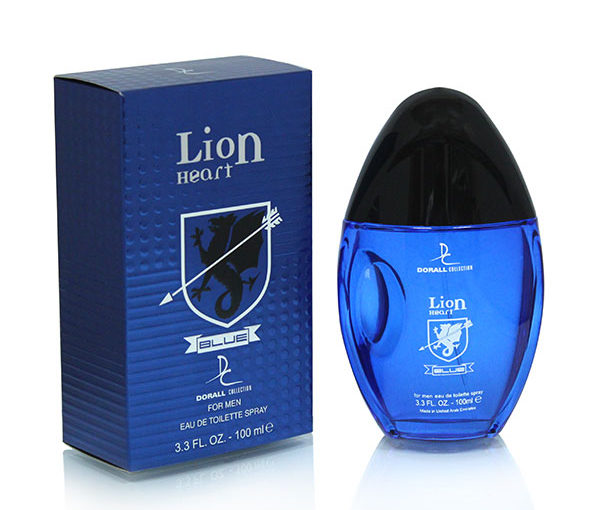 DC
Lion
Heart
BLUE
DC
DORALL COLLECTION
FOR MEN
EAU DE TOILETTE SPRAY
3.3 FL. OZ. - 100 ml e
DC
DORALL COLLECTION
Lion
Heart
BLUE
for men eau de toilette spray
3.3 FL. OZ. - 100ml e
Made in United Arab Emirates